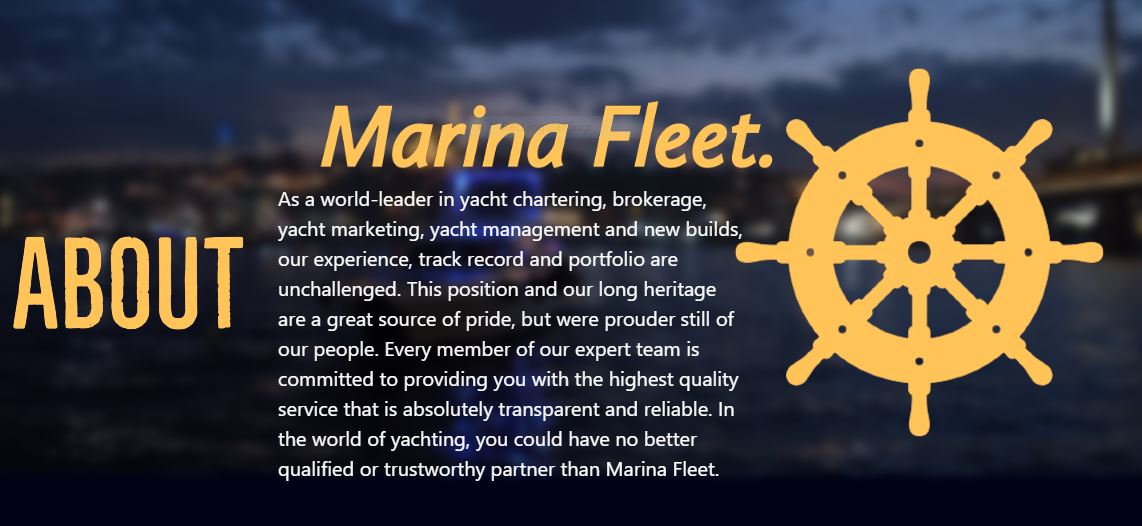 Marina Fleet.
ABOUT
As a world-leader in yacht chartering, brokerage,
yacht marketing, yacht management and new builds,
our experience, track record and portfolio are
unchallenged. This position and our long heritage
are a great source of pride, but were prouder still of
our people. Every member of our expert team is
committed to providing you with the highest quality
service that is absolutely transparent and reliable. In
the world of yachting, you could have no better
qualified or trustworthy partner than Marina Fleet.